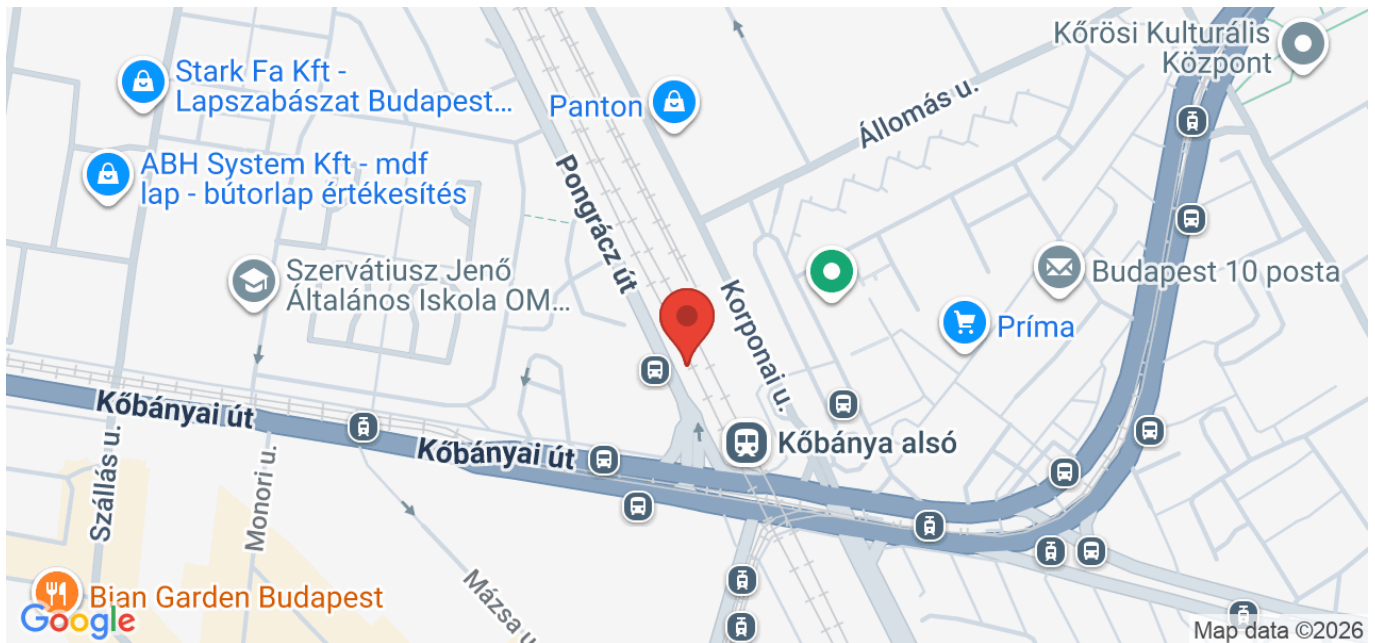 Kőrösi Kulturális
Központ
Stark Fa Kft -
Lapszabászat Budapest...
Panton
Állomás u.
ABH System Kft - mdf
lap - bútorlap értékesítés
Pongrácz út
Szervátiusz Jenő
Általános Iskola OM...
Korponai u.
Budapest 10 posta
Príma
Kőbányai út
Kőbányai út
Kőbánya alsó
Szállás u.
Monori u.
Mázsa u
Bian Garden Budapest
Google
Map data ©2026